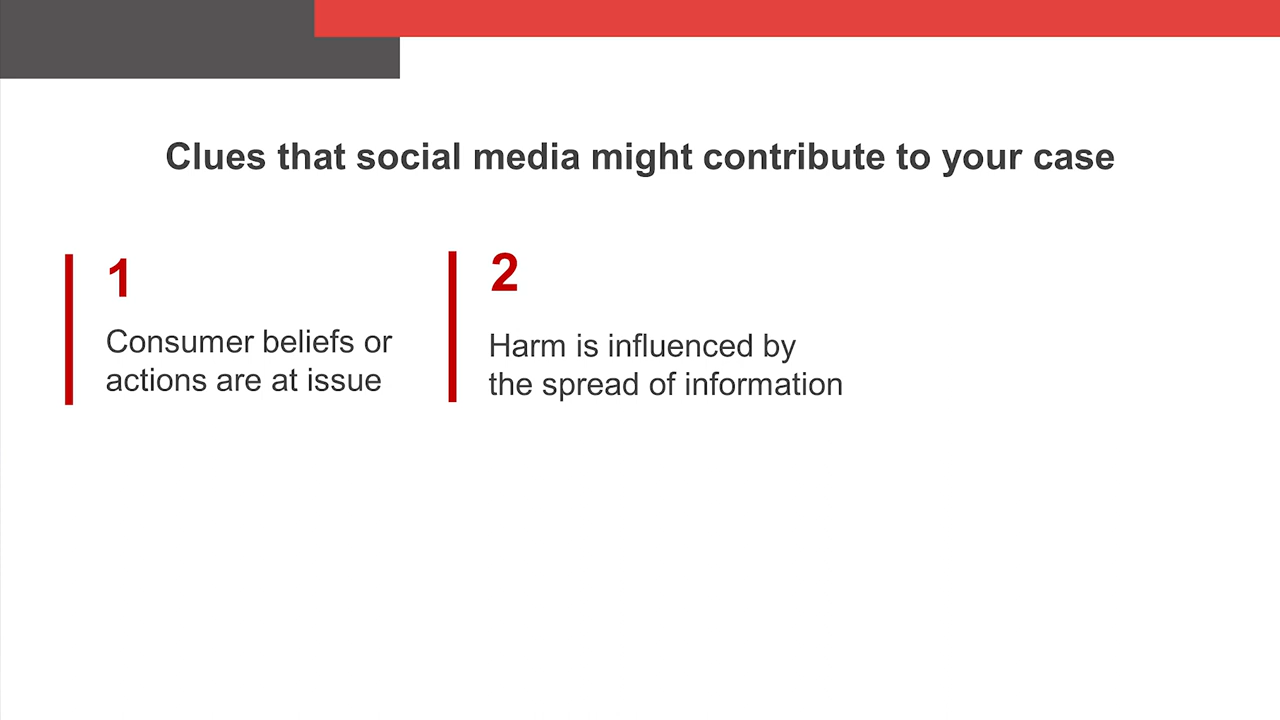 Clues that social media might contribute to your case
1
Consumer beliefs or
actions are at issue
2
Harm is influenced by
the spread of information